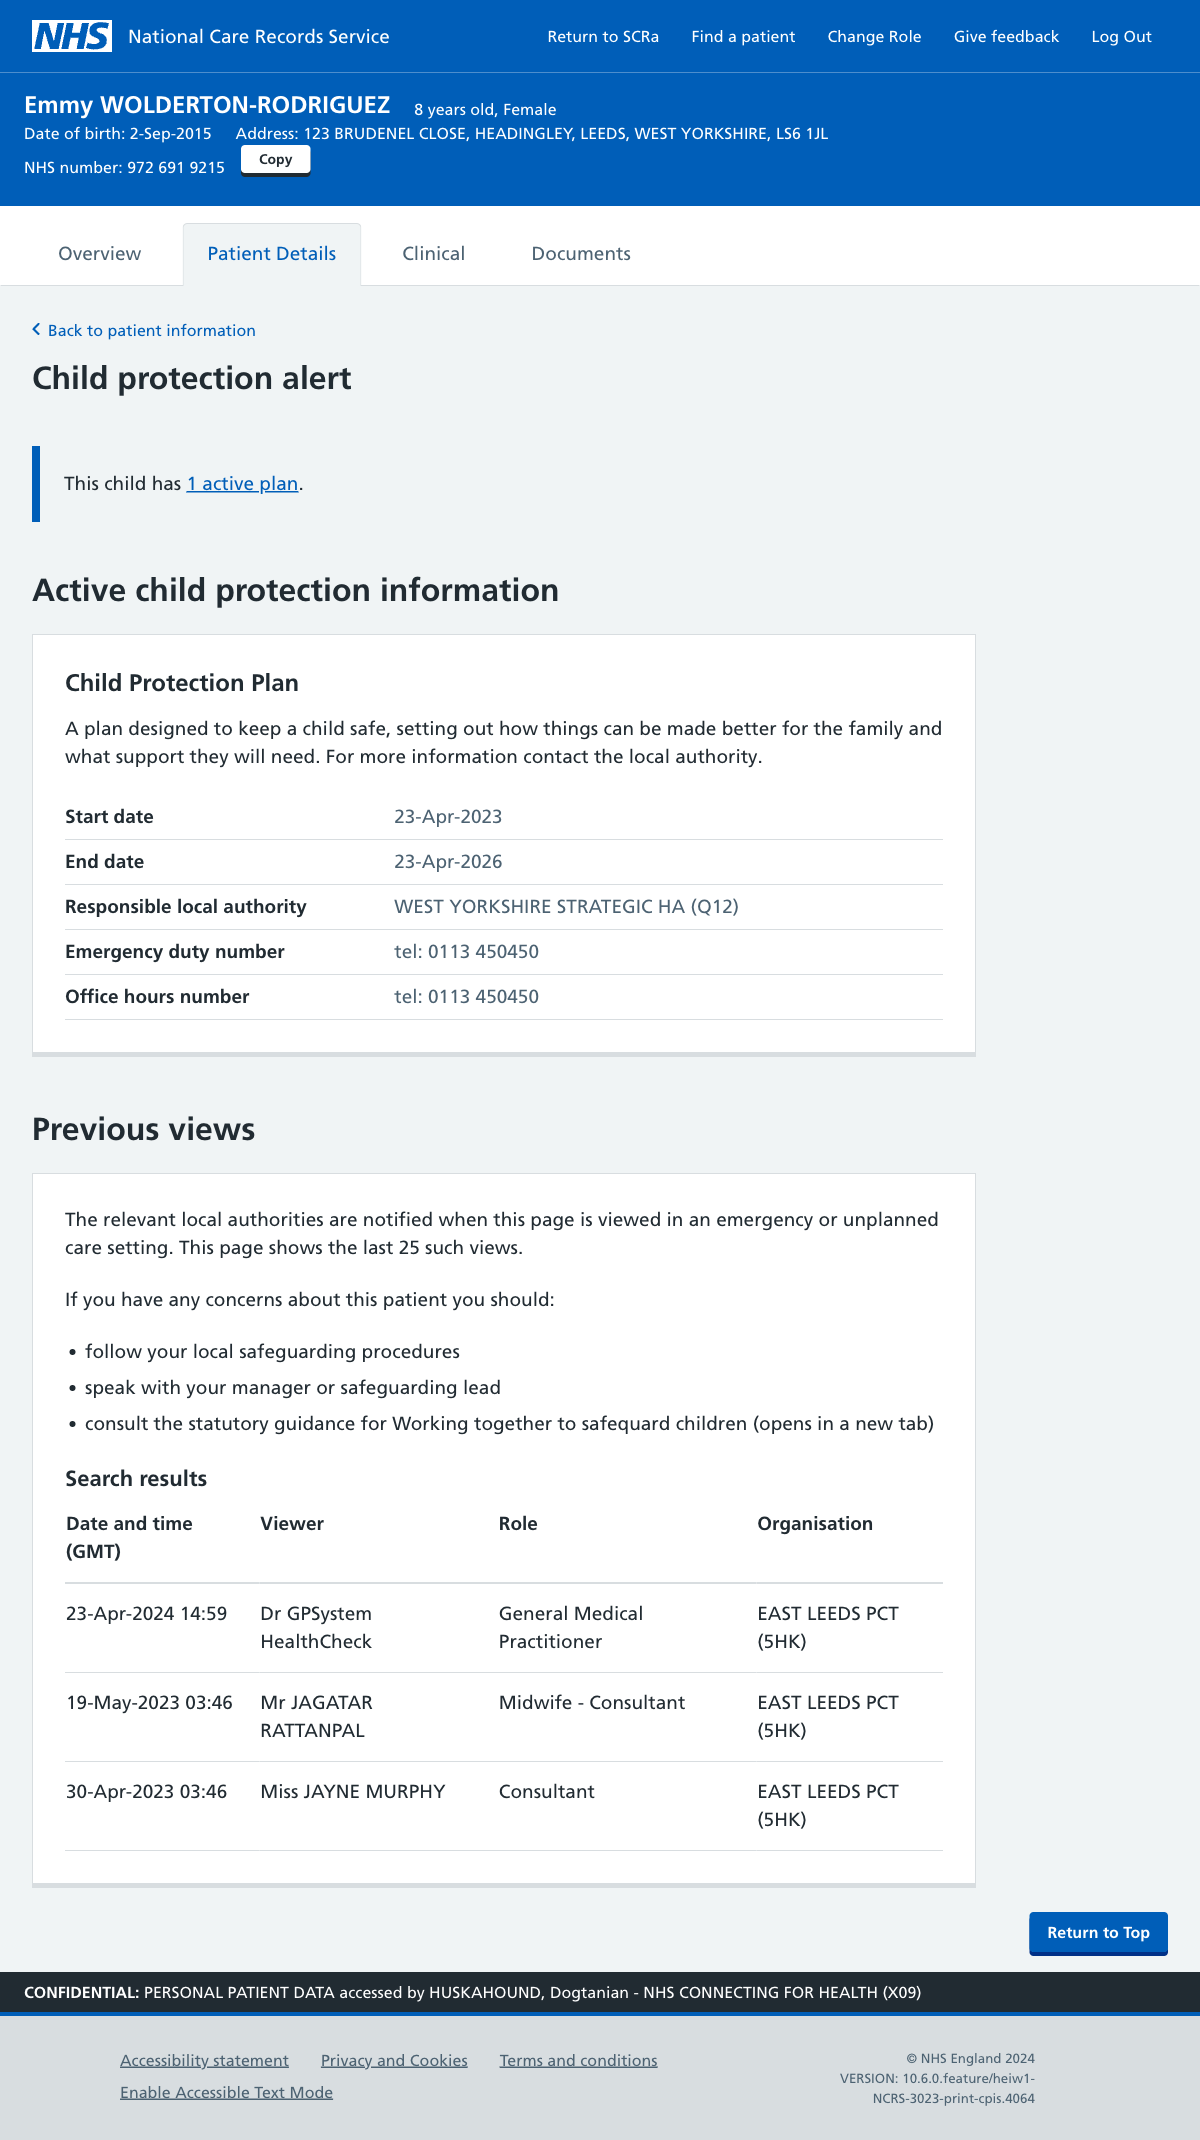 NHS National Care Records Service Return to SCRa Find a patient Change Role Give feedback Log Out
Emmy WOLDERTON-RODRIGUEZ 8 years old, Female
Date of birth: 2-Sep-2015 Address: 123 BRUDENEL CLOSE, HEADINGLEY, LEEDS, WEST YORKSHIRE, LS6 1JL
NHS number: 972 691 9215 Copy
Overview Patient Details Clinical Documents
Back to patient information
Child protection alert
This child has 1 active plan.
Active child protection information
Child Protection Plan
A plan designed to keep a child safe, setting out how things can be made better for the family and
what support they will need. For more information contact the local authority.
Start date 23-Apr-2023
End date 23-Apr-2026
Responsible local authority WEST YORKSHIRE STRATEGIC HA (Q12)
Emergency duty number tel: 0113 450450
Office hours number tel: 0113 450450
Previous views
The relevant local authorities are notified when this page is viewed in an emergency or unplanned
care setting. This page shows the last 25 such views.
If you have any concerns about this patient you should:
• follow your local safeguarding procedures
• speak with your manager or safeguarding lead
• consult the statutory guidance for Working together to safequard children (opens in a new tab)
Search results
Date and time (GMT) Viewer Role Organisation
23-Apr-2024 14:59 Dr GPSystem HealthCheck General Medical Practitioner EAST LEEDS PCT (5HK)
19-May-2023 03:46 Mr JAGATAR RATTANPAL Midwife - Consultant EAST LEEDS PCT (5HK)
30-Apr-2023 03:46 Miss JAYNE MURPHY Consultant EAST LEEDS PCT (5HK)
Return to Top
CONFIDENTIAL: PERSONAL PATIENT DATA accessed by HUSKAHOUND, Dogtanian - NHS CONNECTING FOR HEALTH (X09)
Accessibility statement Privacy and Cookies Terms and conditions
Enable Accessible Text Mode
© NHS England 2024
VERSION: 10.6.0.feature/heiw1-
NCRS-3023-print-cpis.4064